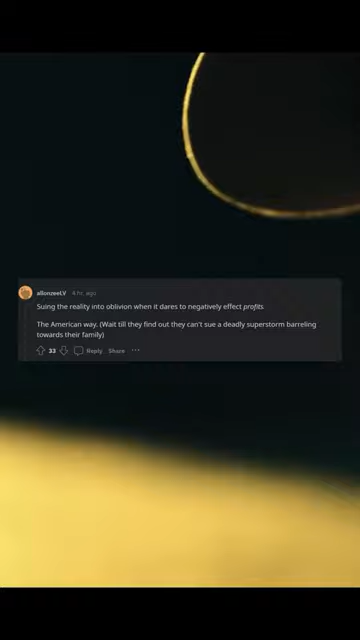 allonzeeLV 4 hr. ago
Suing the reality into oblivion when it dares to negatively effect profits.
The American way. (Wait till they find out they can't sue a deadly superstorm barreling
towards their family)
33 Reply Share ...